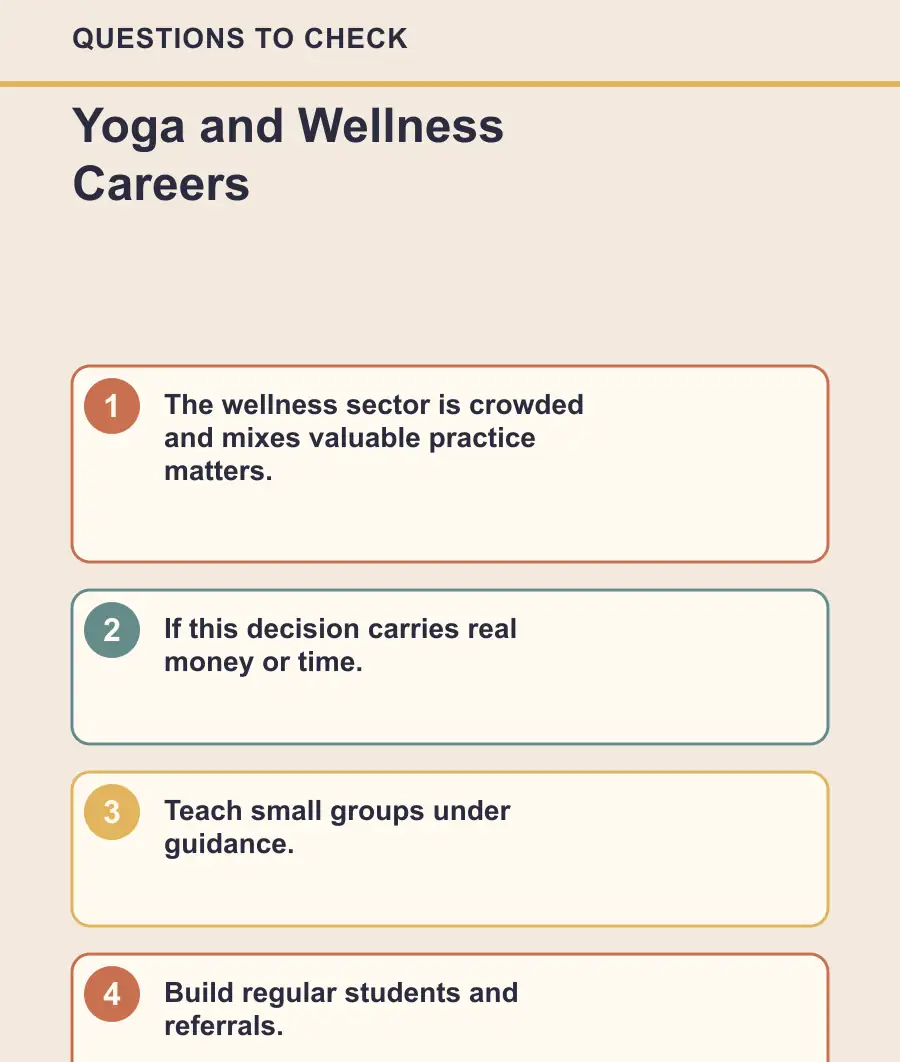 QUESTIONS TO CHECK
Yoga and Wellness
Careers
1
The wellness sector is crowded
and mixes valuable practice
matters.
2
If this decision carries real
money or time.
3
Teach small groups under
guidance.
4
Build regular students and
referrals.